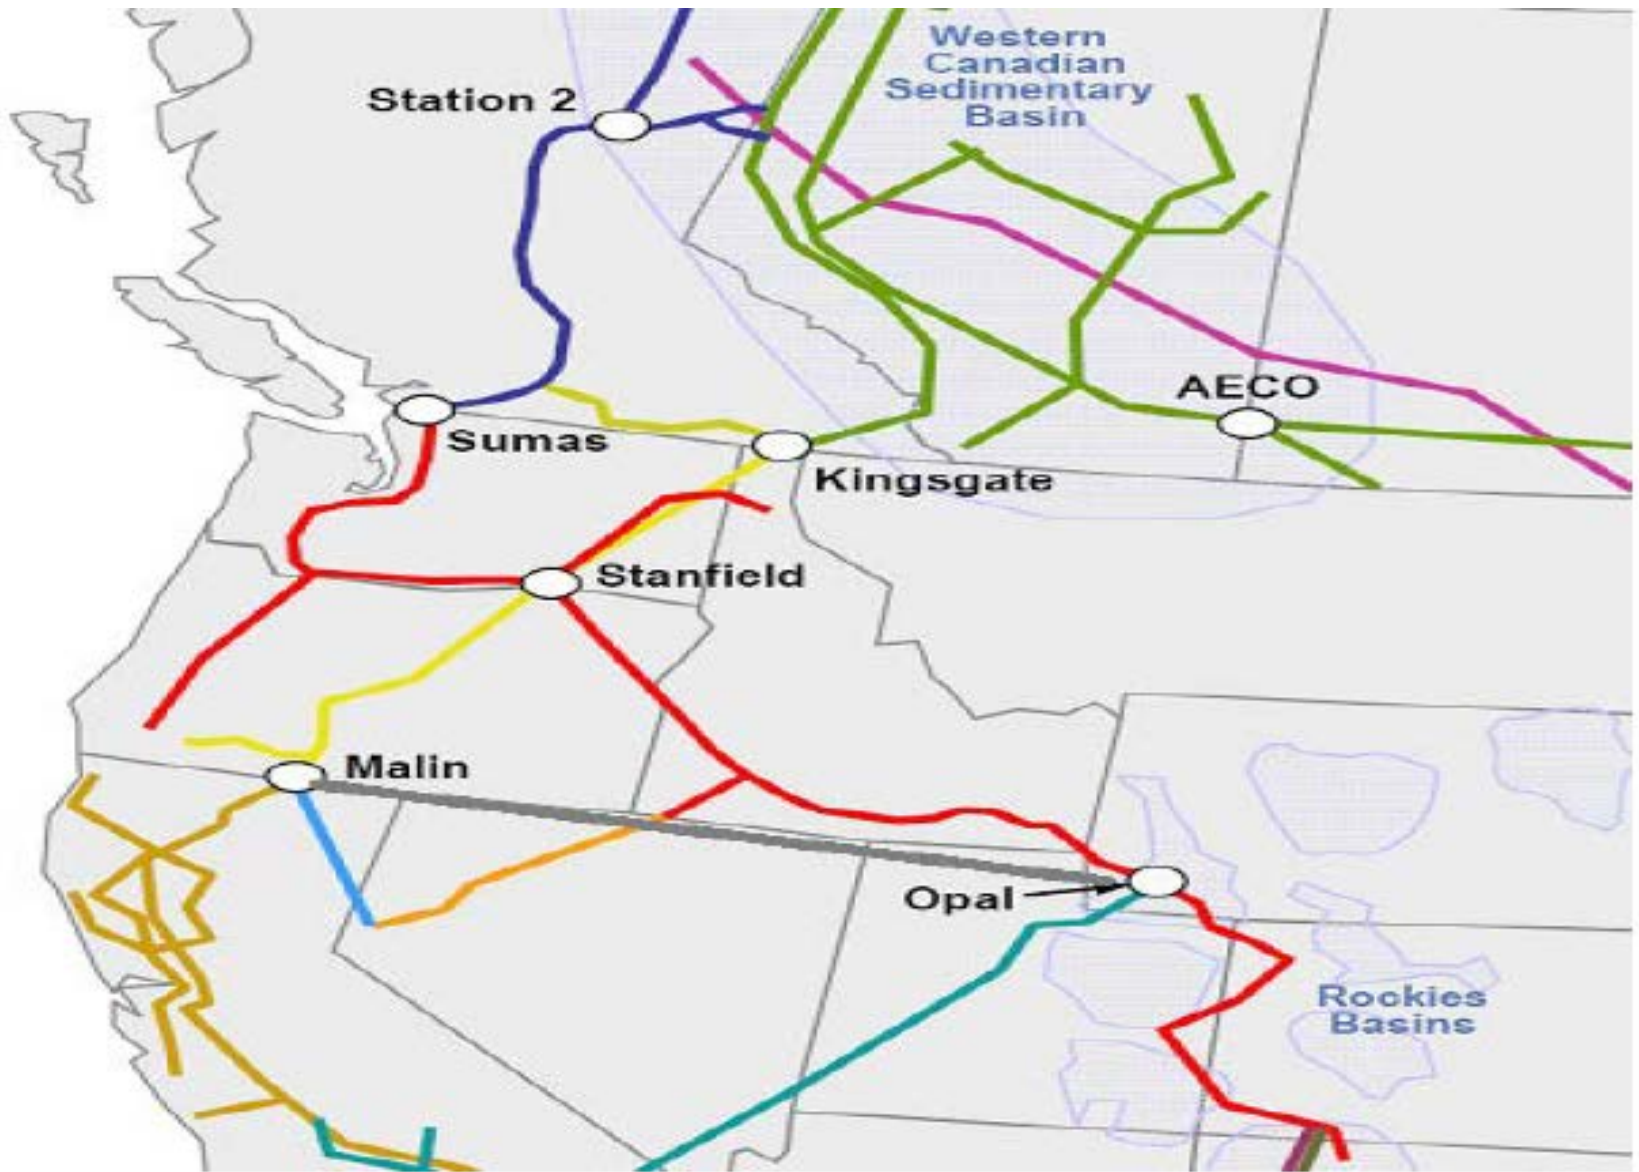 Western
Canadian
Sedimentary
Basin
Station 2
AECO
Sumas
Kingsgate
Stanfield
Malin
Opal
Rockies
Basins